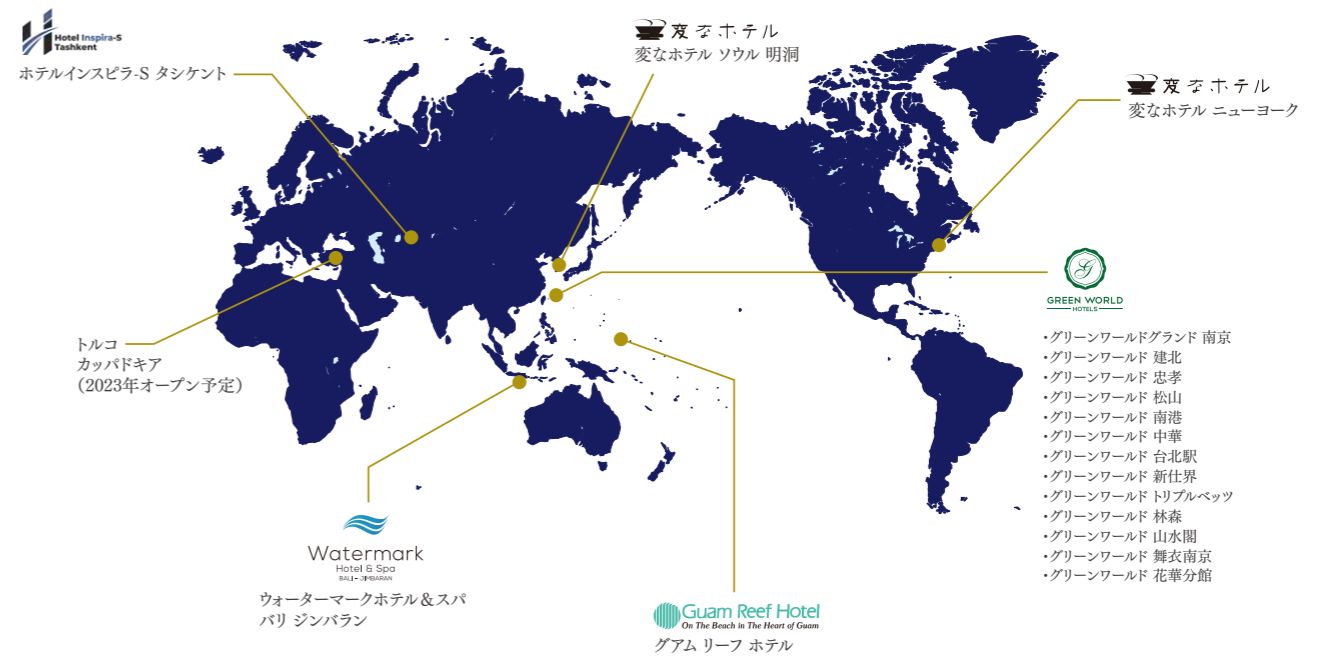 Hotel Inspira-S
Tashkent
ホテルインスピラ-S タシケント
変なホテル
変なホテル ソウル 明洞
変なホテル
変なホテル ニューヨーク
トルコ
カッパドキア
（2023年オープン予定）
G
GREEN WORLD
HOTELS
・グリーンワールドグランド 南京
・グリーンワールド 建北
・グリーンワールド 忠孝
・グリーンワールド 松山
・グリーンワールド 南港
・グリーンワールド 中華
・グリーンワールド 台北駅
・グリーンワールド 新仕界
・グリーンワールド トリプルベッツ
・グリーンワールド 林森
・グリーンワールド 山水閣
・グリーンワールド 舞衣南京
・グリーンワールド 花華分館
Watermark
Hotel & Spa
BALI – JIMBARAN
ウォーターマークホテル＆スパ
バリ ジンバラン
Guam Reef Hotel
On The Beach in The Heart of Guam
グアム リーフ ホテル